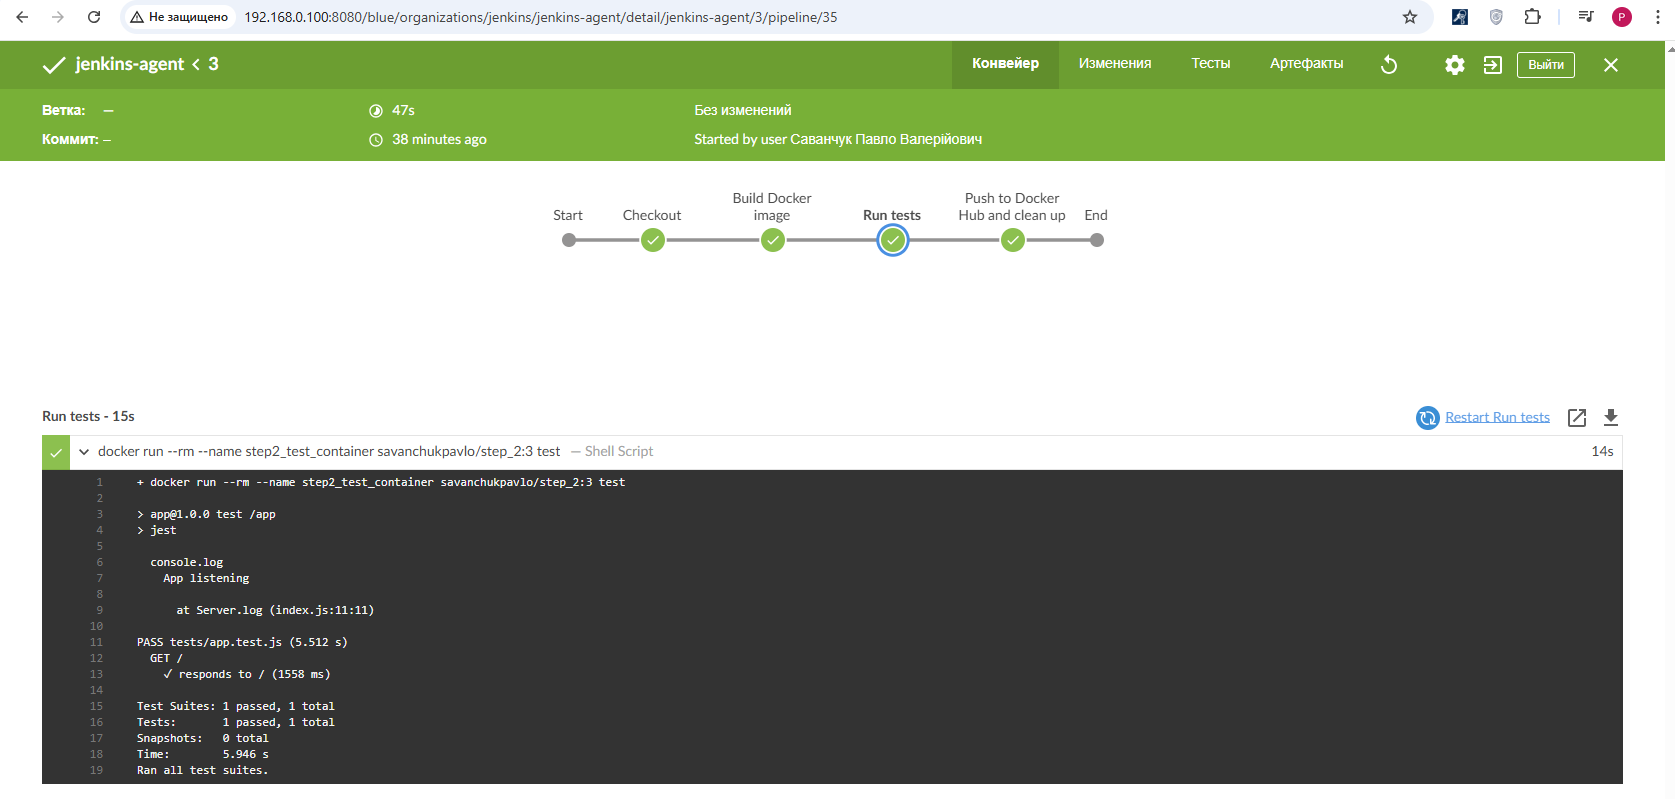 Не защищено 192.168.0.100:8080/blue/organizations/jenkins/jenkins-agent/detail/jenkins-agent/3/pipeline/35
P
jenkins-agent < 3
Конвейер Изменения Тесты Артефакты Выйти
Ветка: — 47s Без изменений
Коммит: – 38 minutes ago Started by user Саванчук Павло Валерійович
Start
Checkout
Build Docker
image
Run tests
Push to Docker
Hub and clean up
End
Run tests - 15s
Restart Run tests
docker run --rm --name step2_test_container savanchukpavlo/step_2:3 test — Shell Script 14s
1 + docker run --rm --name step2_test_container savanchukpavlo/step_2:3 test
2
3 > app@1.0.0 test /app
4 > jest
5
6 console.log
7 App listening
8
9 at Server.log (index.js:11:11)
10
11 PASS tests/app.test.js (5.512 s)
12 GET /
13 ✓ responds to / (1558 ms)
14
15 Test Suites: 1 passed, 1 total
16 Tests: 1 passed, 1 total
17 Snapshots: 0 total
18 Time: 5.946 s
19 Ran all test suites.